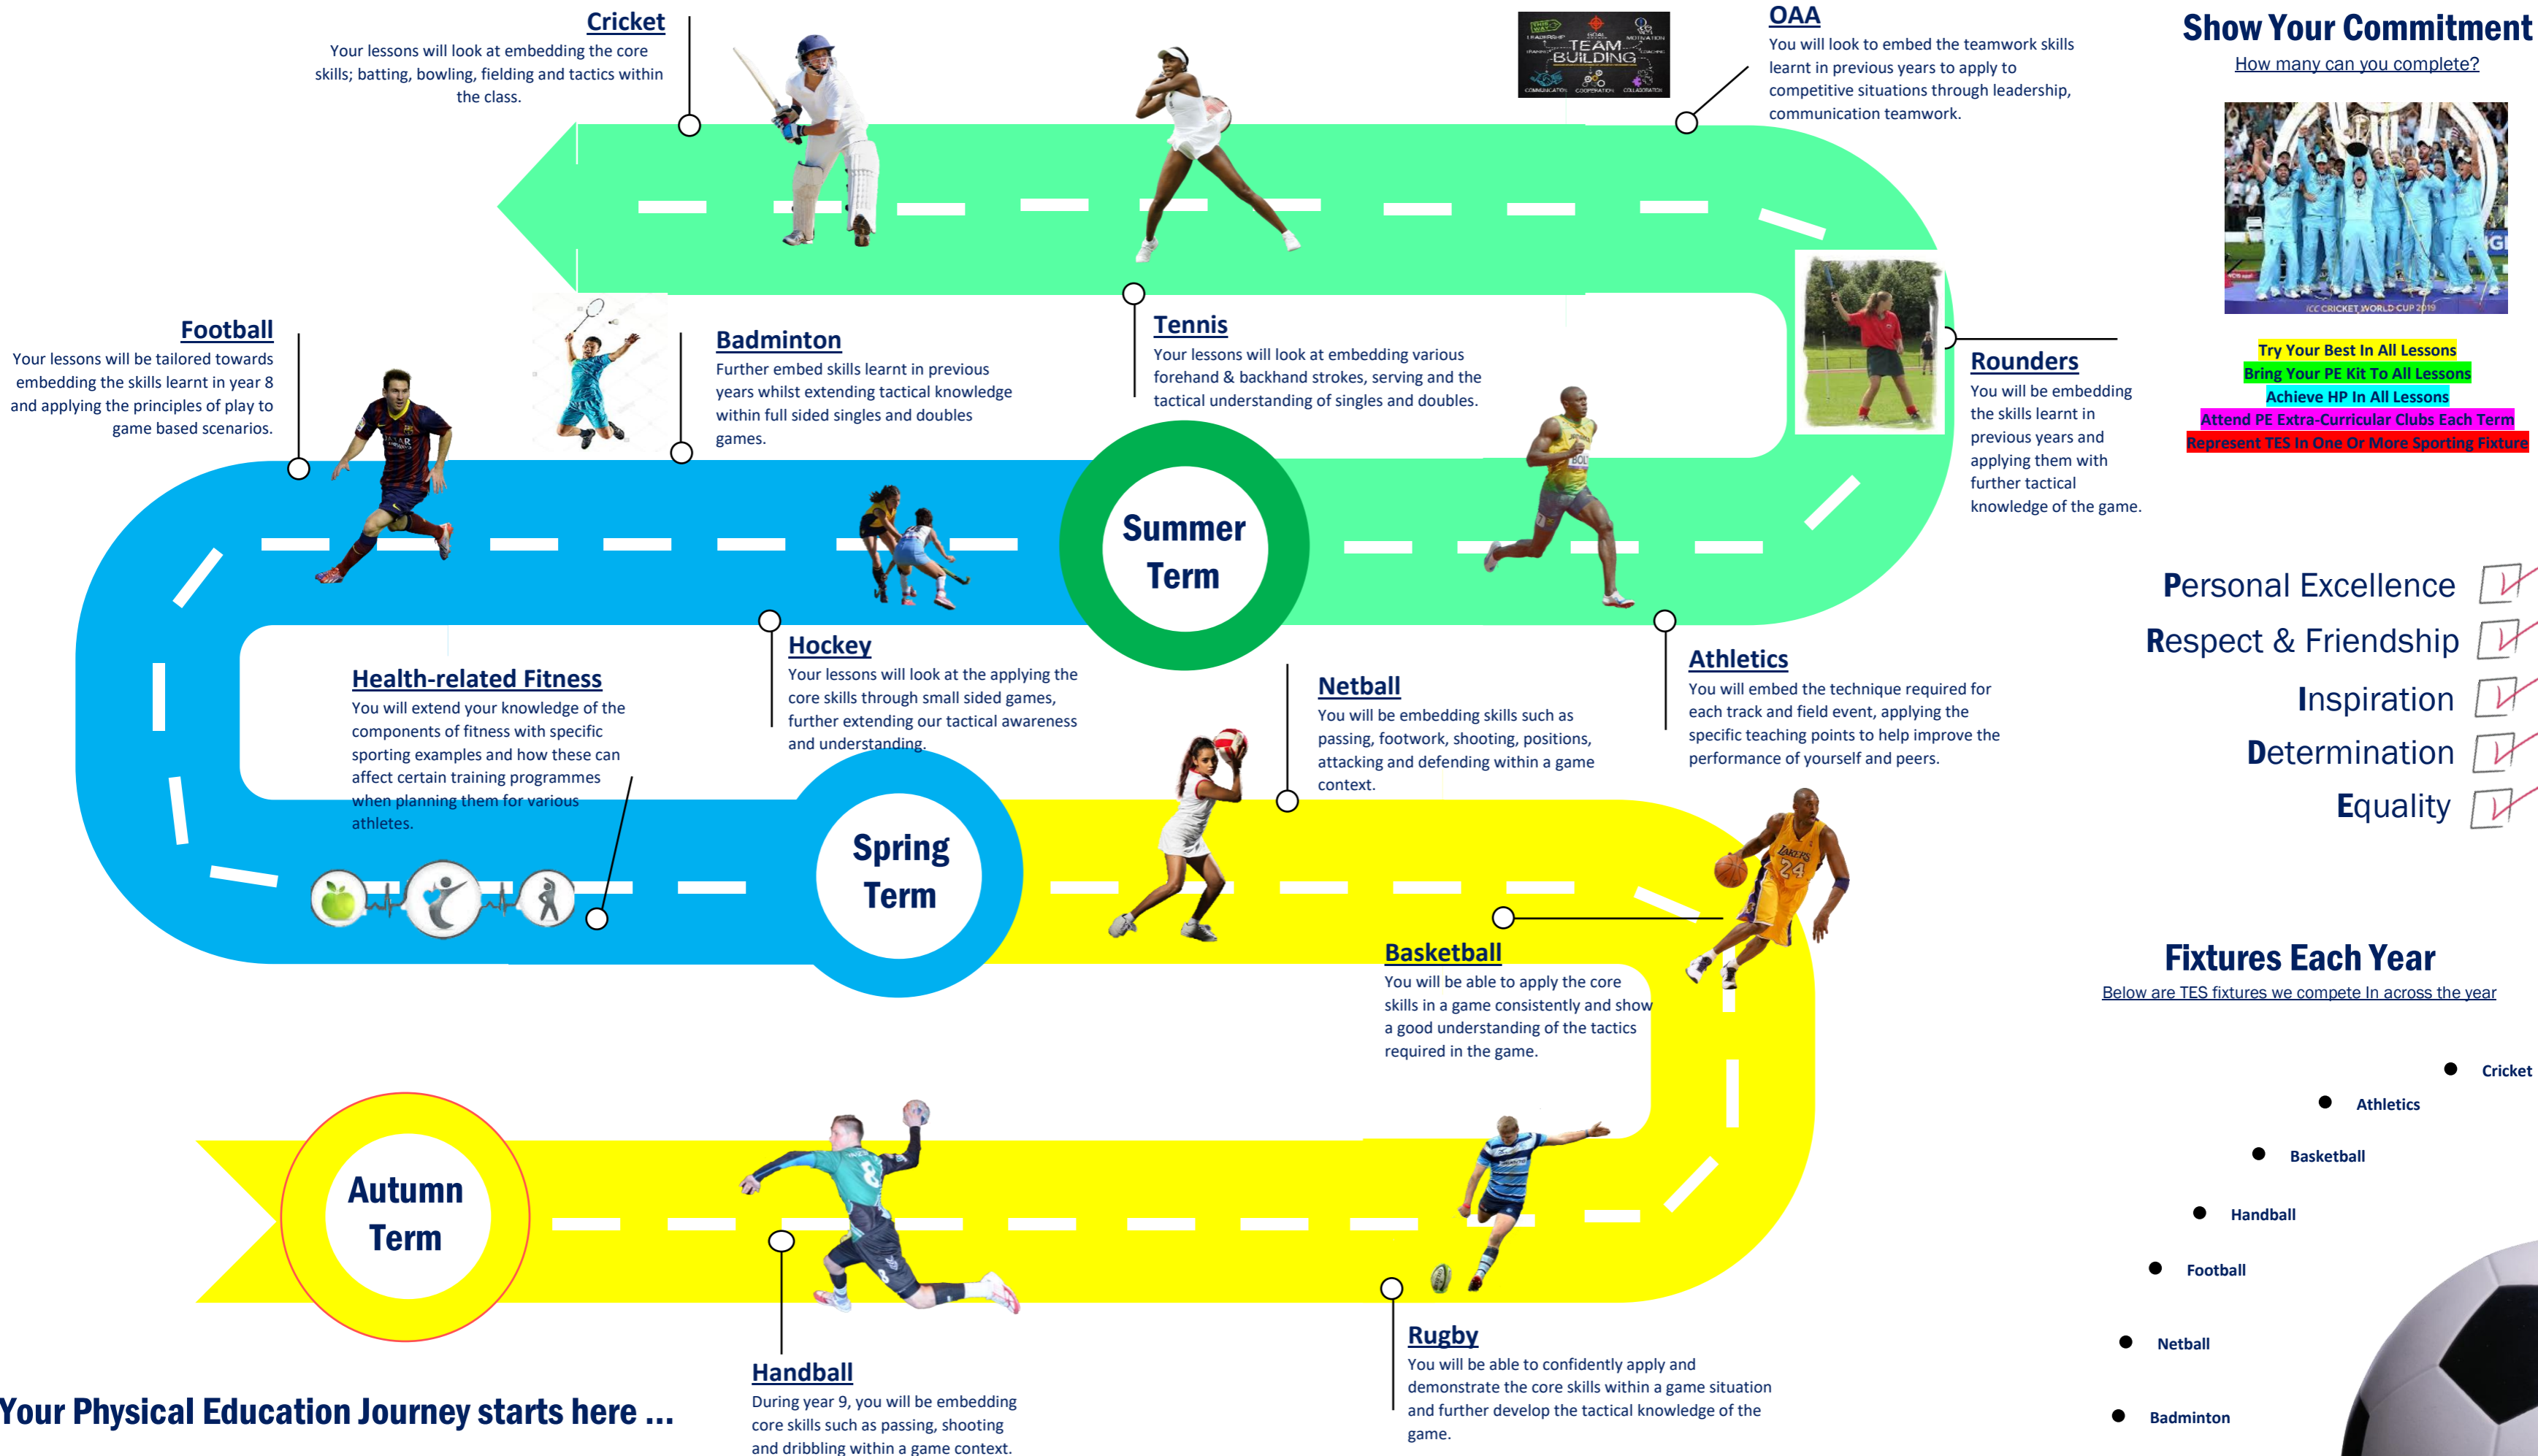 Cricket
Your lessons will look at embedding the core
skills; batting, bowling, fielding and tactics within
the class.
OAA
You will look to embed the teamwork skills
learnt in previous years to apply to
competitive situations through leadership,
communication teamwork.
TEAM
BUILDING
LEADERSHIP
GOAL
MOTIVATION
COMMUNICATION
COOPERATION
COLLABORATION
Show Your Commitment
How many can you complete?
ICC CRICKET WORLD CUP 2019
Try Your Best In All Lessons
Bring Your PE Kit To All Lessons
Achieve HP In All Lessons
Attend PE Extra-Curricular Clubs Each Term
Represent TES In One Or More Sporting Fixture
Football
Your lessons will be tailored towards
embedding the skills learnt in year 8
and applying the principles of play to
game based scenarios.
Badminton
Further embed skills learnt in previous
years whilst extending tactical knowledge
within full sided singles and doubles
games.
Tennis
Your lessons will look at embedding various
forehand & backhand strokes, serving and the
tactical understanding of singles and doubles.
Rounders
You will be embedding
the skills learnt in
previous years and
applying them with
further tactical
knowledge of the game.
BOLT
Summer
Term
Personal Excellence
Respect & Friendship
Inspiration
Determination
Equality
Health-related Fitness
You will extend your knowledge of the
components of fitness with specific
sporting examples and how these can
affect certain training programmes
when planning them for various
athletes.
Hockey
Your lessons will look at the applying the
core skills through small sided games,
further extending our tactical awareness
and understanding.
Netball
You will be embedding skills such as
passing, footwork, shooting, positions,
attacking and defending within a game
context.
Athletics
You will embed the technique required for
each track and field event, applying the
specific teaching points to help improve the
performance of yourself and peers.
Spring
Term
LAKERS
24
Basketball
You will be able to apply the core
skills in a game consistently and show
a good understanding of the tactics
required in the game.
Fixtures Each Year
Below are TES fixtures we compete In across the year
Cricket
Athletics
Basketball
Handball
Football
Netball
Badminton
Autumn
Term
8
8
Handball
During year 9, you will be embedding
core skills such as passing, shooting
and dribbling within a game context.
Rugby
You will be able to confidently apply and
demonstrate the core skills within a game situation
and further develop the tactical knowledge of the
game.
Your Physical Education Journey starts here ...